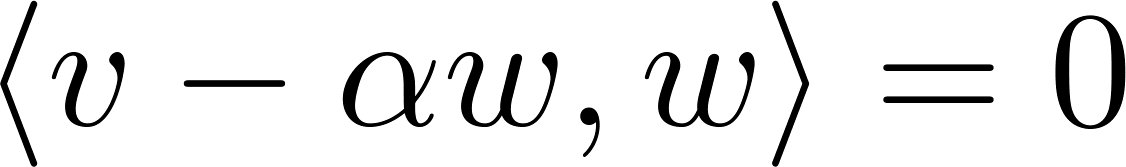 ⟨v − αw, w⟩ = 0